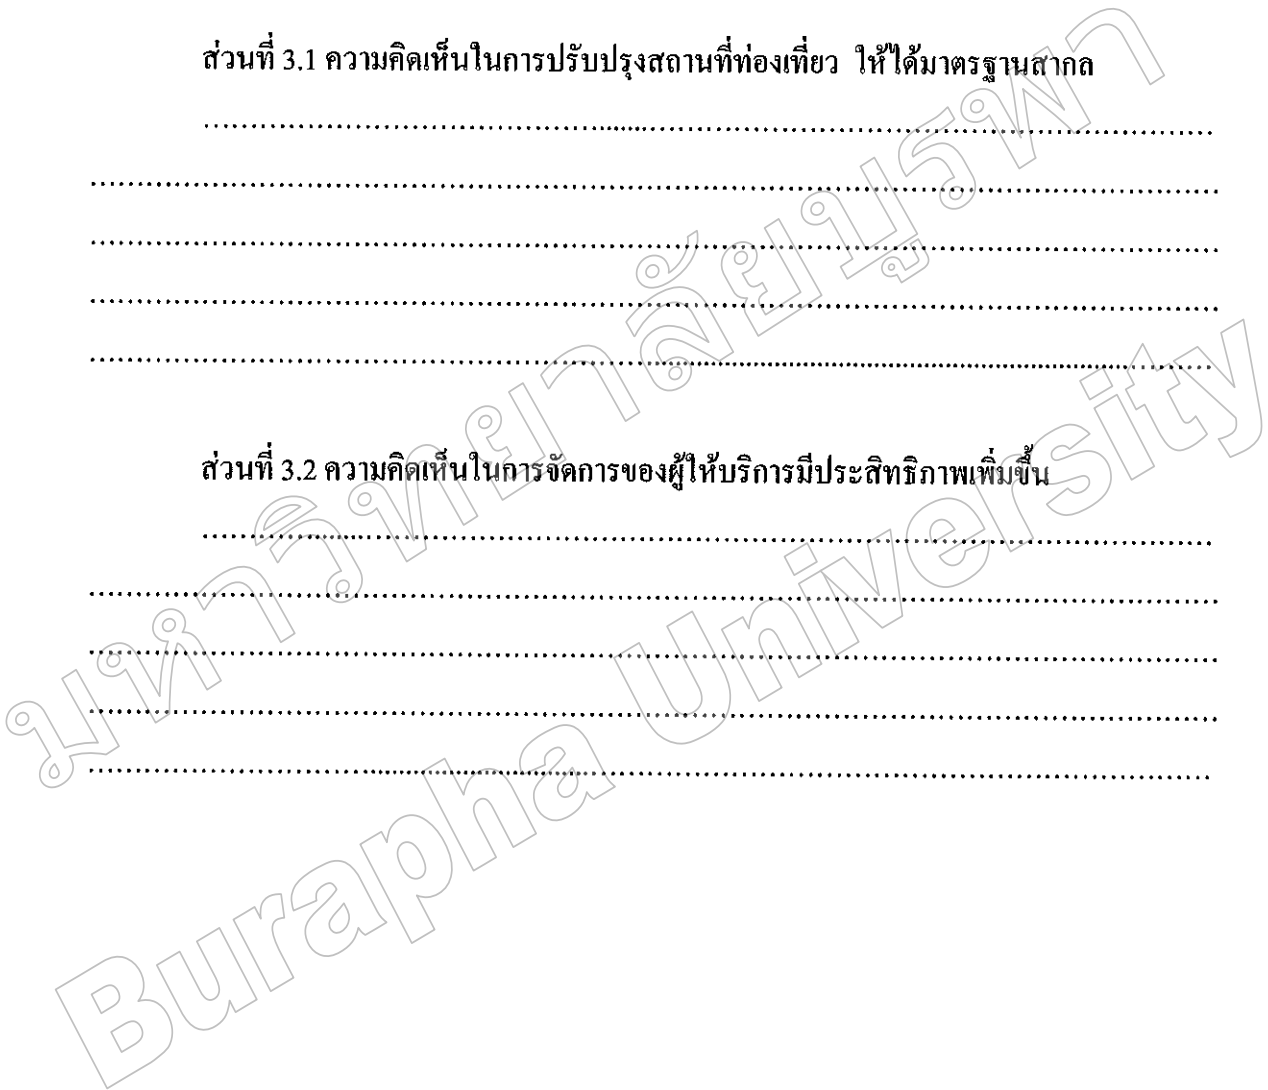 ส่วนที่ 3.1 ความคิดเห็นในการปรับปรุงสถานที่ท่องเที่ยว ให้ได้มาตรฐานสากล
................................................................................
................................................................................
................................................................................
................................................................................
................................................................................
ส่วนที่ 3.2 ความคิดเห็นในการจัดการของผู้ให้บริการมีประสิทธิภาพเพิ่มขึ้น
................................................................................
................................................................................
................................................................................
................................................................................
................................................................................
มหาวิทยาลัยบูรพา
Burapha University